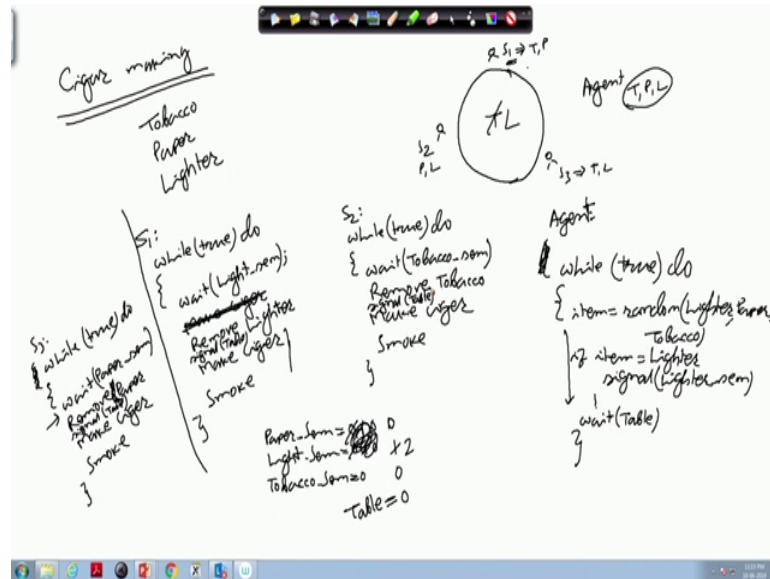 Cigar making
Tobacco
Paper
Lighter
S1 ⇒ T,P
S2
P,L
L
S3 ⇒ T,L
Agent T,P,L
S3:
while(true) do
{ wait(Paper_sem)
Remove Paper
signal(Table)
Make cigar
Smoke
}
S1:
while(true) do
{ wait(Light_sem);
Remove Lighter
signal(Table)
Make cigar
Smoke
}
S2:
while(true) do
{ wait(Tobacco_sem)
Remove Tobacco
signal(Table)
Make cigar
Smoke
}
Paper_Sem = 0
Light_Sem = 2
Tobacco_Sem=0 0
Table=0
Agent:
while (true) do
{ item=random(Lighter, Paper,
Tobacco)
if item=Lighter
signal(Lighter_sem)
wait(Table)
}